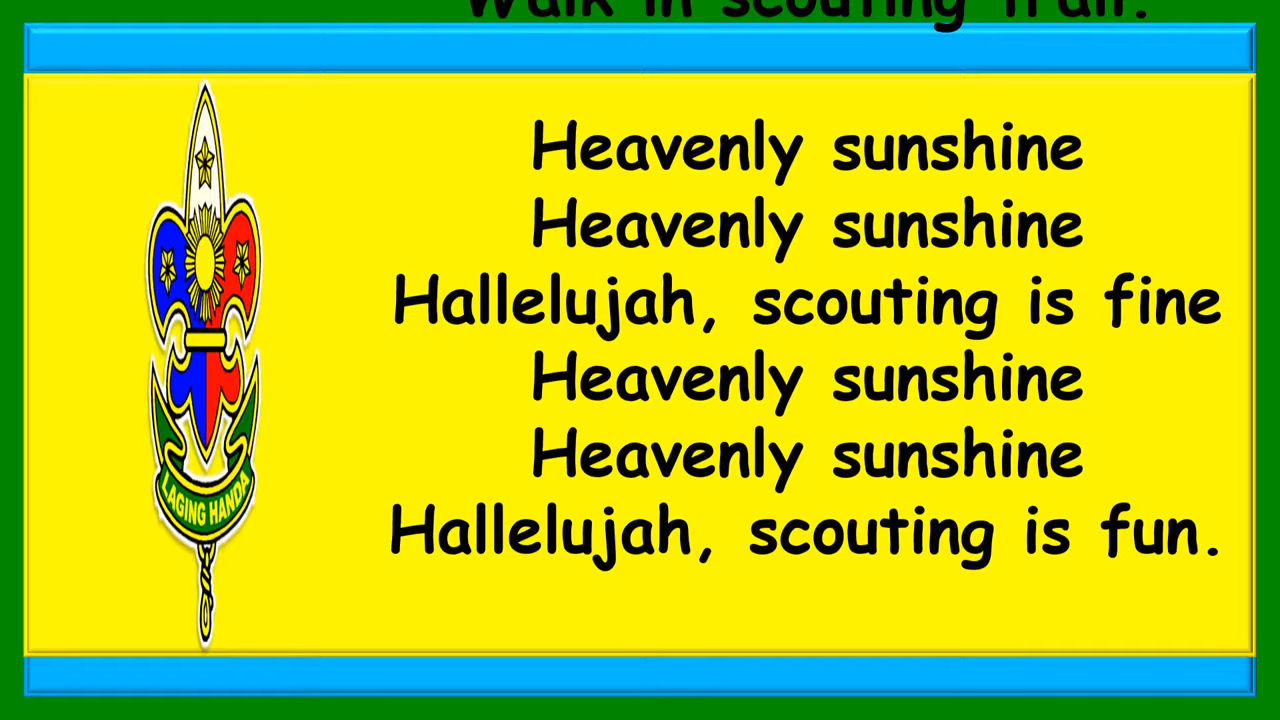 Walk in scouting trail.
Heavenly sunshine
Heavenly sunshine
Hallelujah, scouting is fine
Heavenly sunshine
Heavenly sunshine
Hallelujah, scouting is fun.
LAGING HANDA